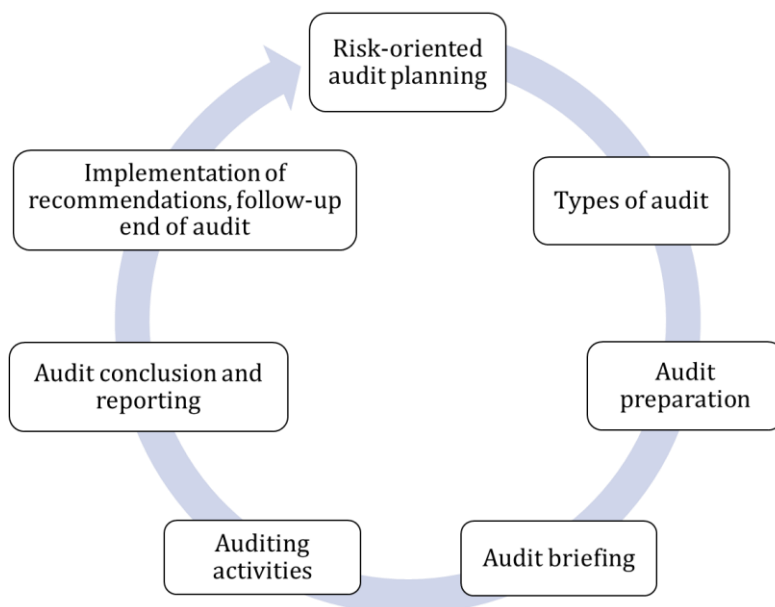 Risk-oriented
audit planning
Types of audit
Audit
preparation
Audit briefing
Auditing
activities
Audit conclusion and
reporting
Implementation of
recommendations, follow-up
end of audit